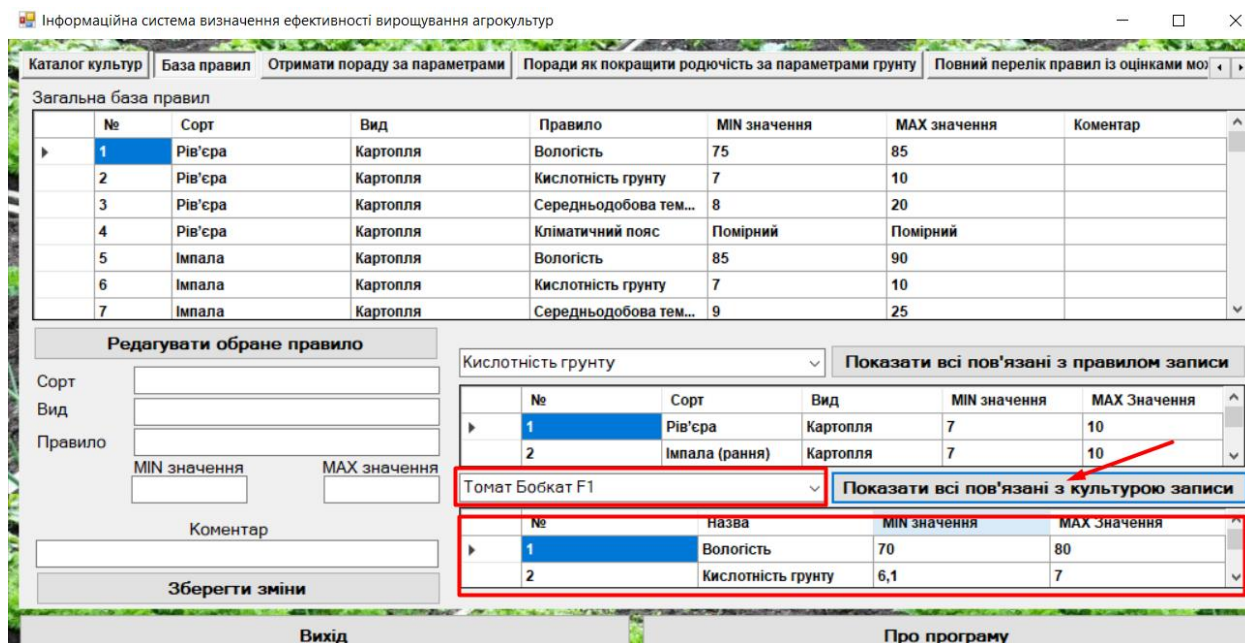 Інформаційна система визначення ефективності вирощування агрокультур
Каталог культур База правил Отримати пораду за параметрами Поради як покращити родючість за параметрами грунту Повний перелік правил із оцінками мож
Загальна база правил
№ Сорт Вид Правило MIN значення MAX значення Коментар
1 Рів'єра Картопля Вологість 75 85
2 Рів'єра Картопля Кислотність грунту 7 10
3 Рів'єра Картопля Середньодобова тем... 8 20
4 Рів'єра Картопля Кліматичний пояс Помірний Помірний
5 Імпала Картопля Вологість 85 90
6 Імпала Картопля Кислотність грунту 7 10
7 Імпала Картопля Середньодобова тем... 9 25
Редагувати обране правило
Сорт
Вид
Правило
MIN значення MAX значення
Коментар
Зберегти зміни
Кислотність грунту Показати всі пов'язані з правилом записи
№ Сорт Вид MIN значення MAX Значення
1 Рів'єра Картопля 7 10
2 Імпала (рання) Картопля 7 10
Томат Бобкат F1 Показати всі пов'язані з культурою записи
№ Назва MIN значення MAX Значення
1 Вологість 70 80
2 Кислотність грунту 6,1 7
Вихід Про програму